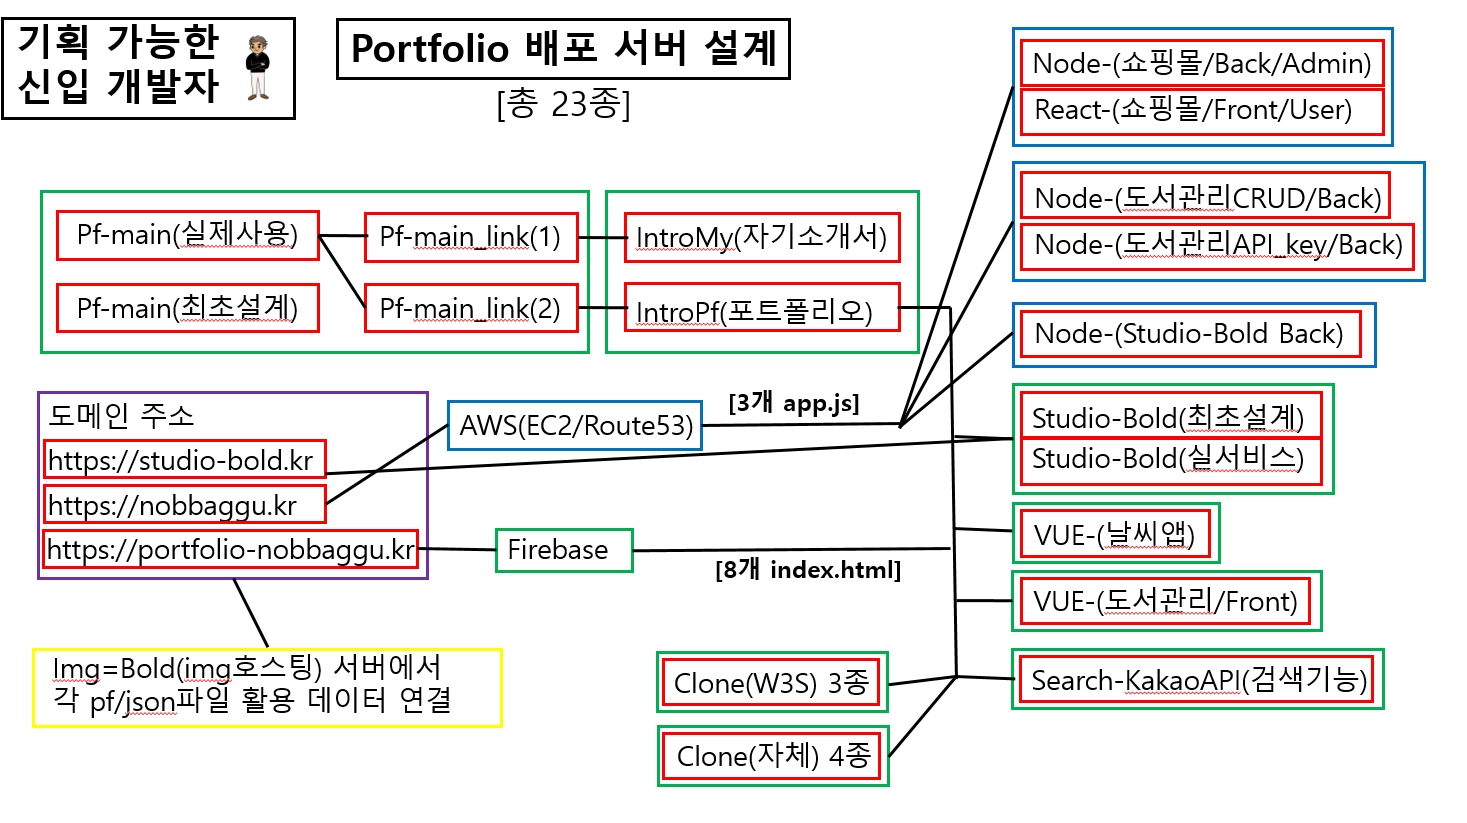 기획 가능한
신입 개발자
Portfolio 배포 서버 설계
[총 23종]
Node-(쇼핑몰/Back/Admin)
React-(쇼핑몰/Front/User)
Node-(도서관리CRUD/Back)
Node-(도서관리API_key/Back)
Node-(Studio-Bold Back)
Pf-main(실제사용)
Pf-main_link(1)
IntroMy(자기소개서)
Pf-main(최초설계)
Pf-main_link(2)
IntroPf(포트폴리오)
도메인 주소
https://studio-bold.kr
https://nobbaggu.kr
https://portfolio-nobbaggu.kr
AWS(EC2/Route53)
[3개 app.js]
Firebase
[8개 index.html]
Studio-Bold(최초설계)
Studio-Bold(실서비스)
VUE-(날씨앱)
VUE-(도서관리/Front)
Search-KakaoAPI(검색기능)
Img=Bold(img호스팅) 서버에서
각 pf/json파일 활용 데이터 연결
Clone(W3S) 3종
Clone(자체) 4종